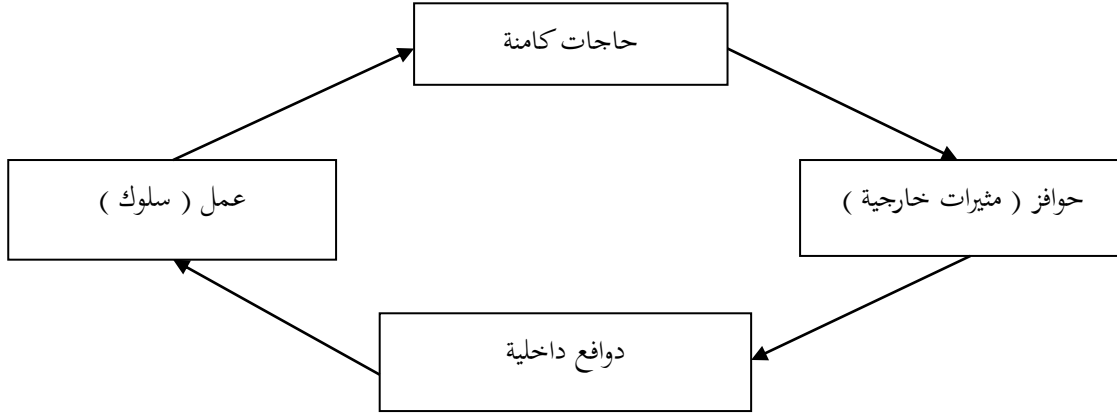 حاجات كامنة
حوافز ( مثيرات خارجية )
عمل ( سلوك )
دوافع داخلية